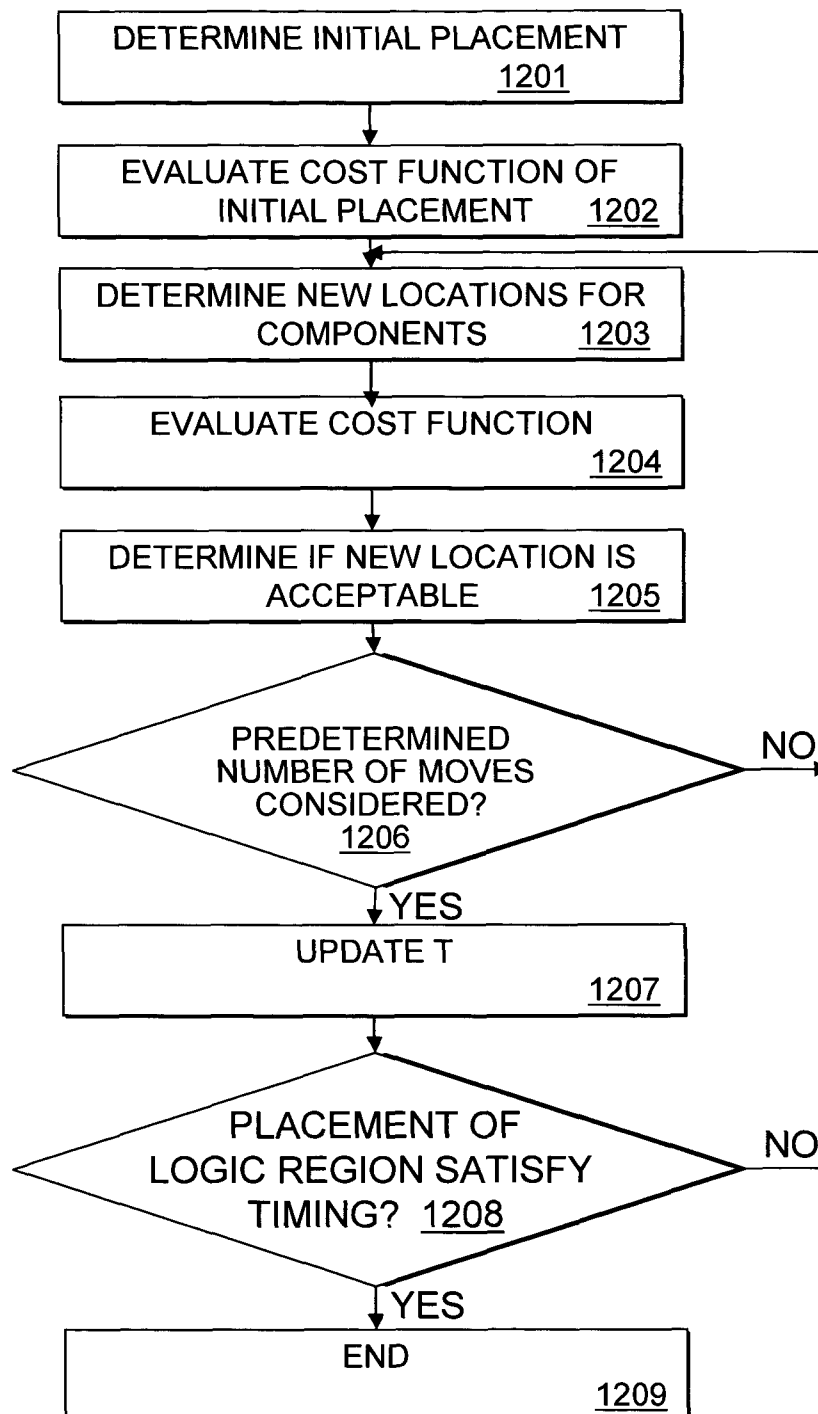 DETERMINE INITIAL PLACEMENT
1201
EVALUATE COST FUNCTION OF
INITIAL PLACEMENT 1202
DETERMINE NEW LOCATIONS FOR
COMPONENTS 1203
EVALUATE COST FUNCTION
1204
DETERMINE IF NEW LOCATION IS
ACCEPTABLE 1205
PREDETERMINED
NUMBER OF MOVES
CONSIDERED?
1206
NO
YES
UPDATE T
1207
PLACEMENT OF
LOGIC REGION SATISFY
TIMING? 1208
NO
YES
END
1209